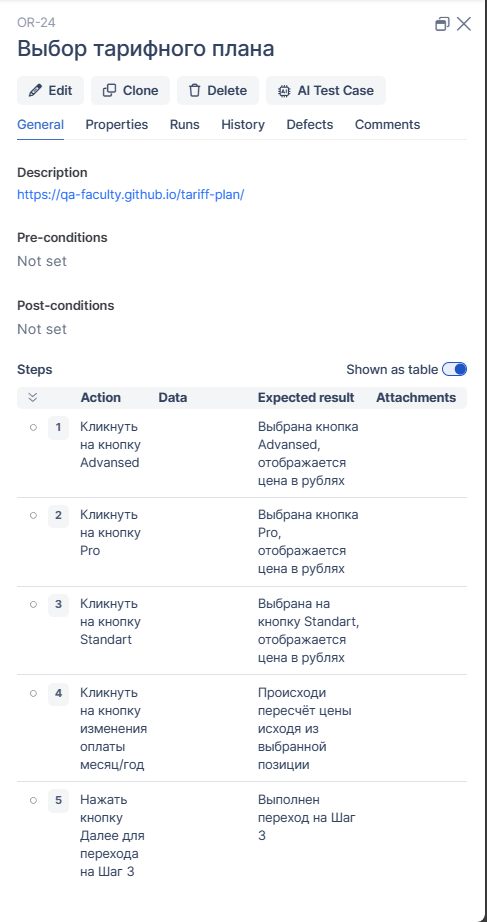 OR-24
Выбор тарифного плана
Edit Clone Delete AI Test Case
General Properties Runs History Defects Comments
Description
https://qa-faculty.github.io/tariff-plan/
Pre-conditions
Not set
Post-conditions
Not set
Steps Shown as table
Action Data Expected result Attachments
1
Кликнуть
на кнопку
Advansed
Выбрана кнопка
Advansed,
отображается
цена в рублях
2
Кликнуть
на кнопку
Pro
Выбрана кнопка
Pro,
отображается
цена в рублях
3
Кликнуть
на кнопку
Standart
Выбрана на
кнопку Standart,
отображается
цена в рублях
4
Кликнуть
на кнопку
изменения
оплаты
месяц/год
Происходи
пересчёт цены
исходя из
выбранной
позиции
5
Нажать
кнопку
Далее для
перехода
на Шаг 3
Выполнен
переход на Шаг
3